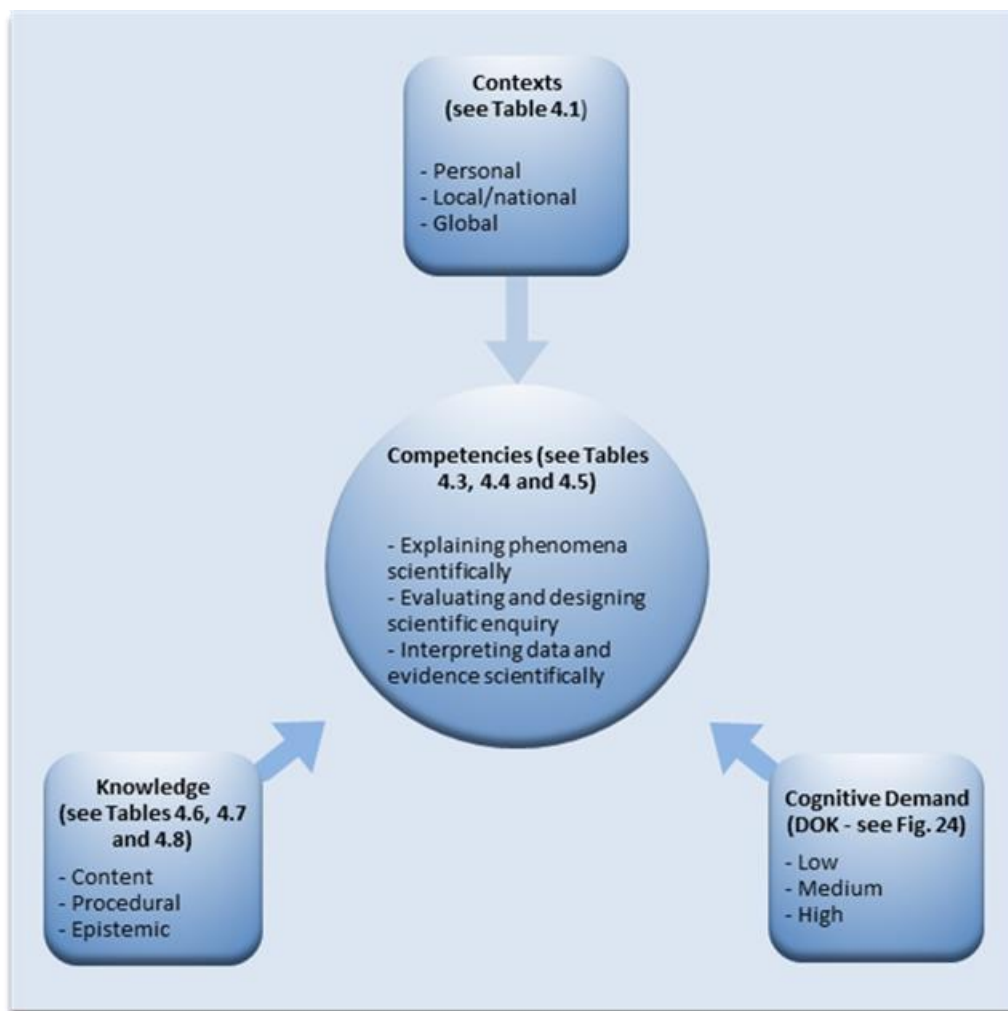 Contexts
(see Table 4.1)
- Personal
- Local/national
- Global
Competencies (see Tables
4.3, 4.4 and 4.5)
- Explaining phenomena
scientifically
- Evaluating and designing
scientific enquiry
- Interpreting data and
evidence scientifically
Knowledge
(see Tables 4.6, 4.7
and 4.8)
- Content
- Procedural
- Epistemic
Cognitive Demand
(DOK - see Fig. 24)
- Low
- Medium
- High